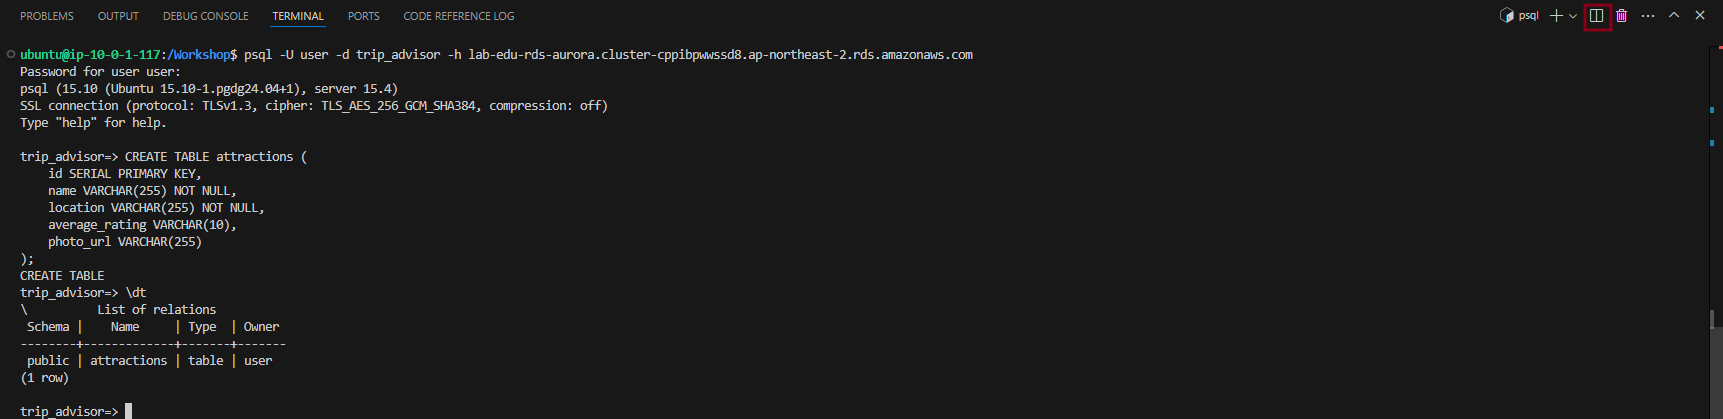 PROBLEMS OUTPUT DEBUG CONSOLE TERMINAL PORTS CODE REFERENCE LOG psql
ubuntu@ip-10-0-1-117:/Workshop$ psql -U user -d trip_advisor -h lab-edu-rds-aurora.cluster-cppibpwwssd8.ap-northeast-2.rds.amazonaws.com
Password for user user:
psql (15.10 (Ubuntu 15.10-1.pgdg24.04+1), server 15.4)
SSL connection (protocol: TLSv1.3, cipher: TLS_AES_256_GCM_SHA384, compression: off)
Type "help" for help.
trip_advisor=> CREATE TABLE attractions (
    id SERIAL PRIMARY KEY,
    name VARCHAR(255) NOT NULL,
    location VARCHAR(255) NOT NULL,
    average_rating VARCHAR(10),
    photo_url VARCHAR(255)
);
CREATE TABLE
trip_advisor=> \dt
\          List of relations
 Schema |    Name     | Type  | Owner
--------+-------------+-------+-------
 public | attractions | table | user
(1 row)
trip_advisor=>